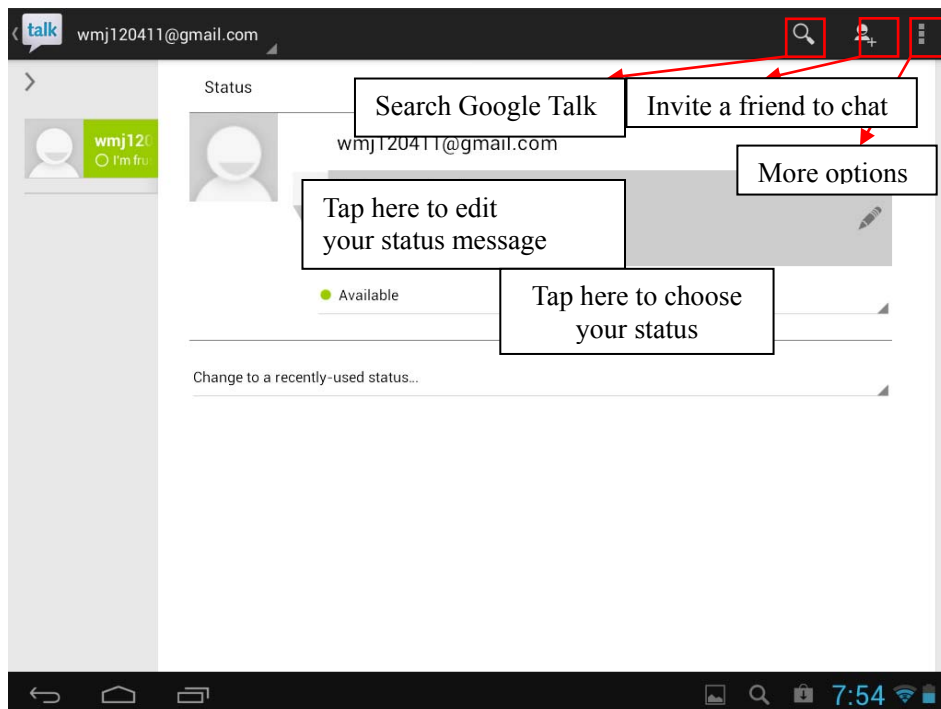 talk wmj120411@gmail.com
Status
Search Google Talk
Invite a friend to chat
wmj120411@gmail.com
More options
wmj120
I'm fru
Tap here to edit
your status message
Available
Tap here to choose
your status
Change to a recently-used status...
7:54